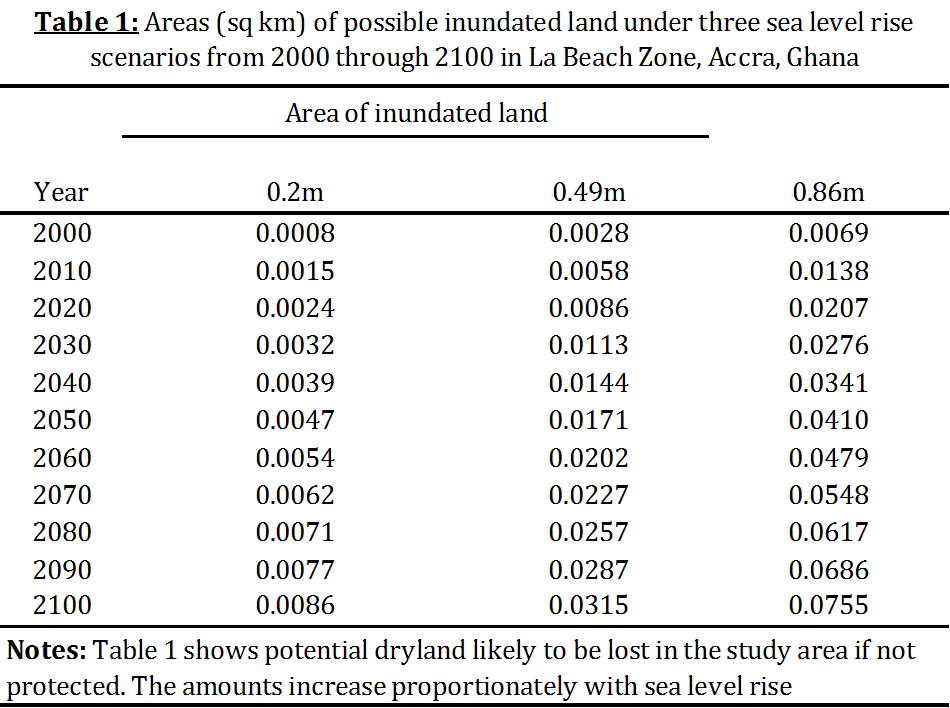 Table 1: Areas (sq km) of possible inundated land under three sea level rise
scenarios from 2000 through 2100 in La Beach Zone, Accra, Ghana
Area of inundated land
Year 0.2m 0.49m 0.86m
2000 0.0008 0.0028 0.0069
2010 0.0015 0.0058 0.0138
2020 0.0024 0.0086 0.0207
2030 0.0032 0.0113 0.0276
2040 0.0039 0.0144 0.0341
2050 0.0047 0.0171 0.0410
2060 0.0054 0.0202 0.0479
2070 0.0062 0.0227 0.0548
2080 0.0071 0.0257 0.0617
2090 0.0077 0.0287 0.0686
2100 0.0086 0.0315 0.0755
Notes: Table 1 shows potential dryland likely to be lost in the study area if not
protected. The amounts increase proportionately with sea level rise